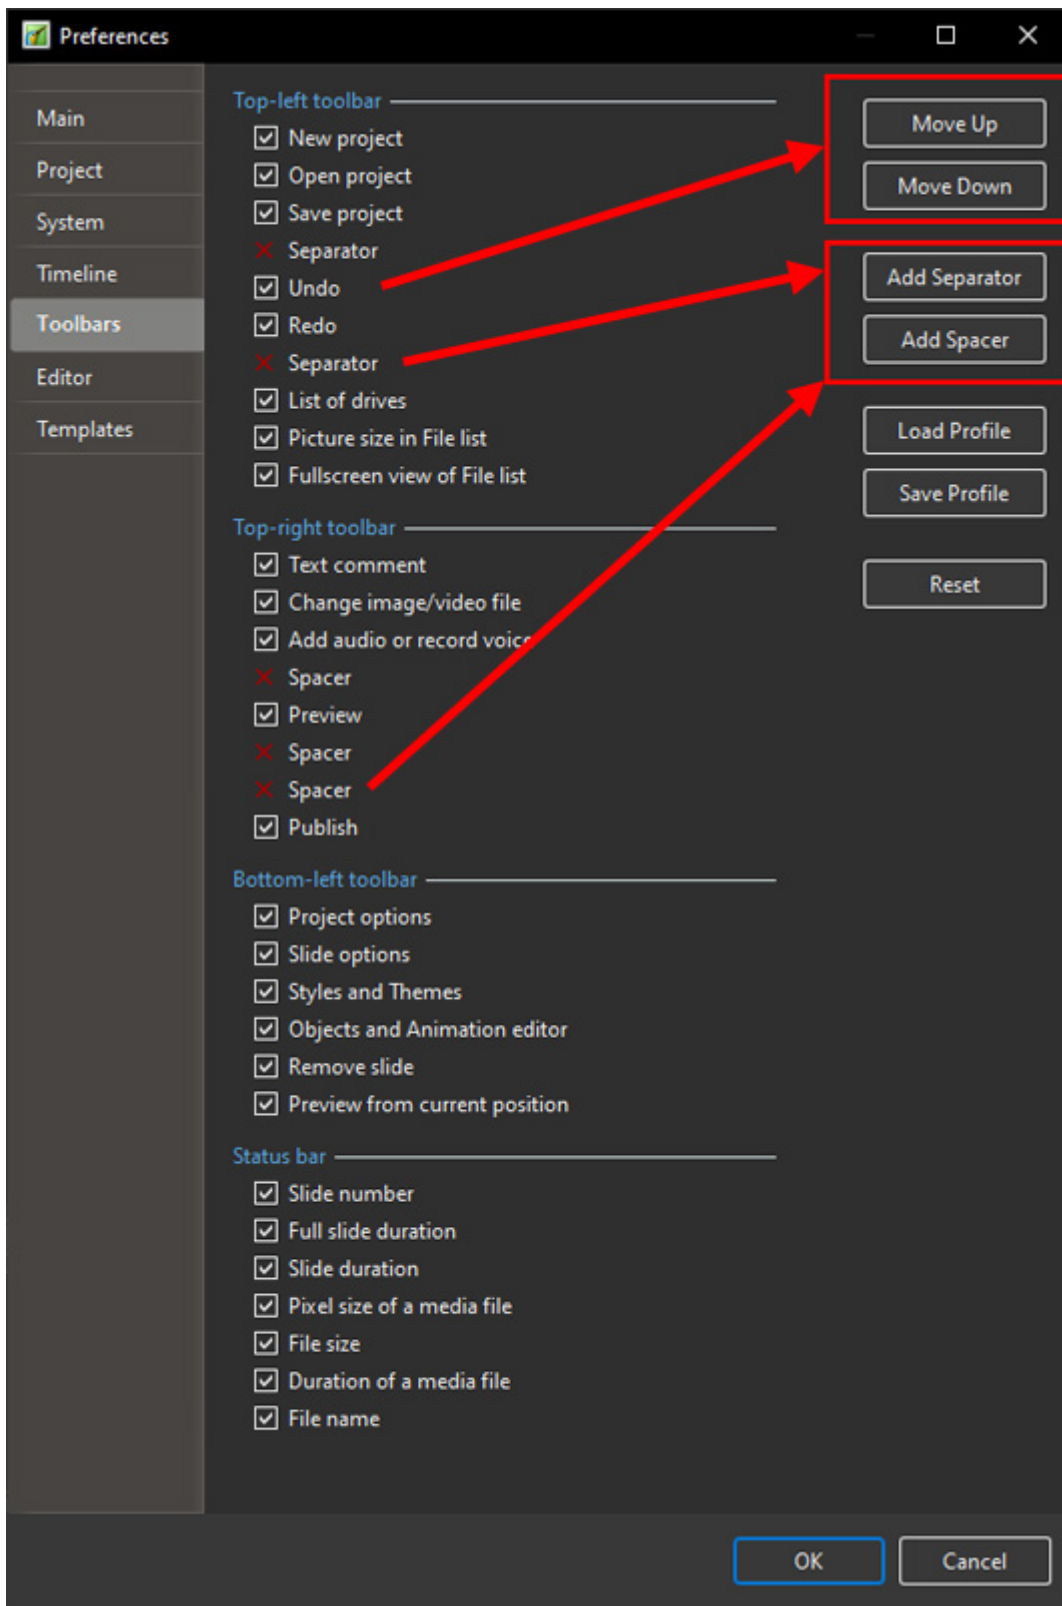 Preferences
Main
Project
System
Timeline
Toolbars
Editor
Templates
Top-left toolbar
New project
Open project
Save project
Separator
Undo
Redo
Separator
List of drives
Picture size in File list
Fullscreen view of File list
Top-right toolbar
Text comment
Change image/video file
Add audio or record voice
Spacer
Preview
Spacer
Spacer
Publish
Bottom-left toolbar
Project options
Slide options
Styles and Themes
Objects and Animation editor
Remove slide
Preview from current position
Status bar
Slide number
Full slide duration
Slide duration
Pixel size of a media file
File size
Duration of a media file
File name
Move Up
Move Down
Add Separator
Add Spacer
Load Profile
Save Profile
Reset
OK
Cancel